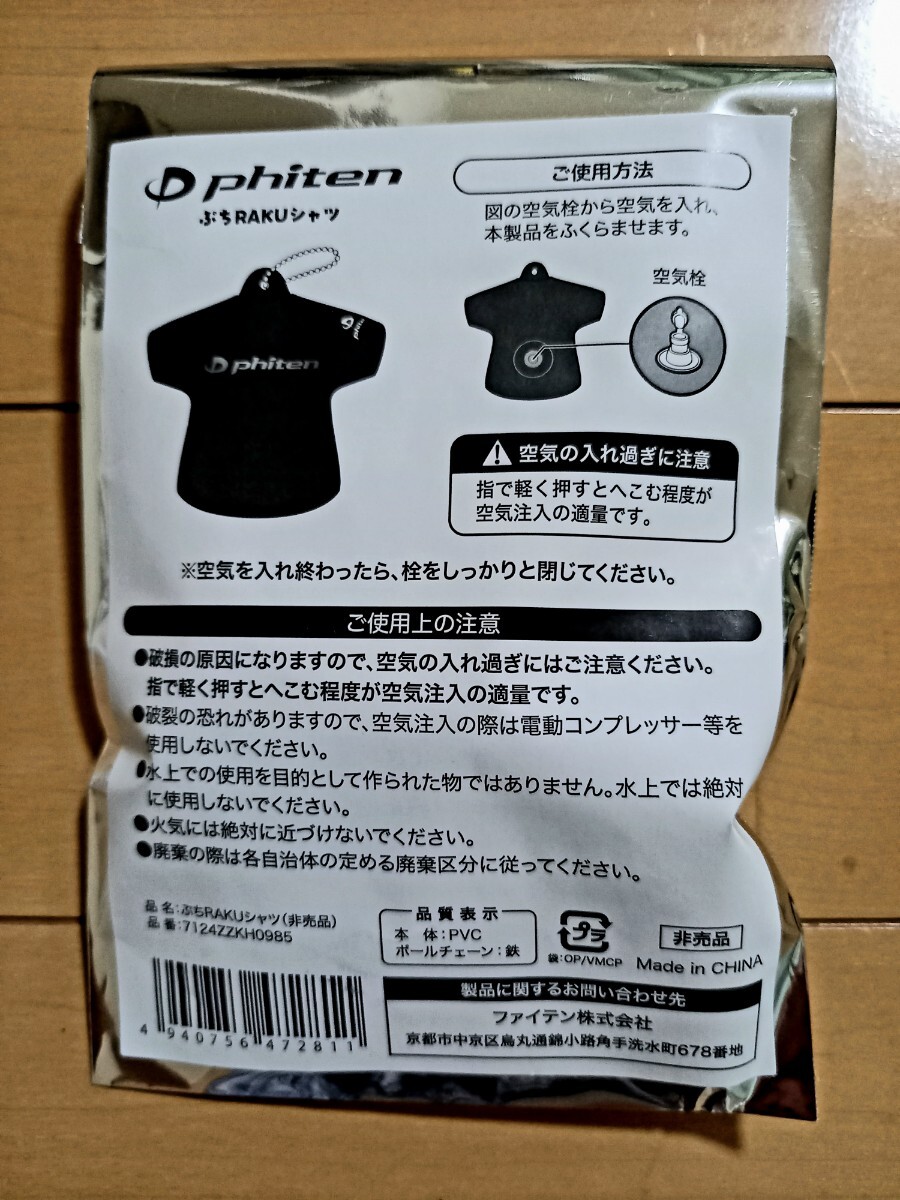 phiten
ぷちRAKUシャツ
phiten
ご使用方法
図の空気栓から空気を入れ、
本製品をふくらませます。
空気栓
空気の入れ過ぎに注意
指で軽く押すとへこむ程度が
空気注入の適量です。
※空気を入れ終わったら、栓をしっかりと閉じてください。
ご使用上の注意
●破損の原因になりますので、空気の入れ過ぎにはご注意ください。
指で軽く押すとへこむ程度が空気注入の適量です。
●破裂の恐れがありますので、空気注入の際は電動コンプレッサー等を
使用しないでください。
●水上での使用を目的として作られた物ではありません。水上では絶対
に使用しないでください。
●火気には絶対に近づけないでください。
●廃棄の際は各自治体の定める廃棄区分に従ってください。
品 名:ぷちRAKUシャツ(非売品)
品 番:7124ZZKH0985
4 940756 472811
品質表示
本 体:PVC
ボールチェーン:鉄
プラ
袋:OP/VMCP
非売品
Made in CHINA
製品に関するお問い合わせ先
ファイテン株式会社
京都市中京区烏丸通錦小路角手洗水町678番地